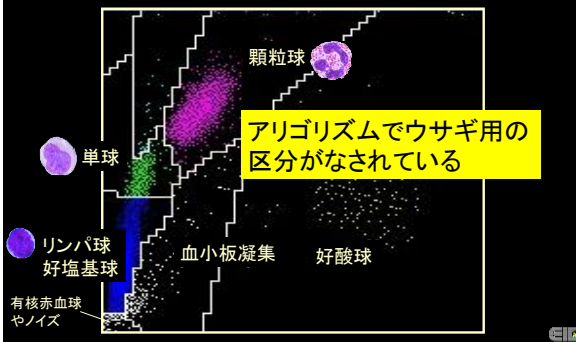 顆粒球
アリゴリズムでウサギ用の
区分がなされている
単球
リンパ球
好塩基球
血小板凝集
好酸球
有核赤血球
やノイズ